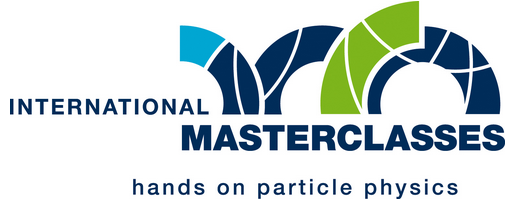 INTERNATIONAL
MASTERCLASSES
hands on particle physics